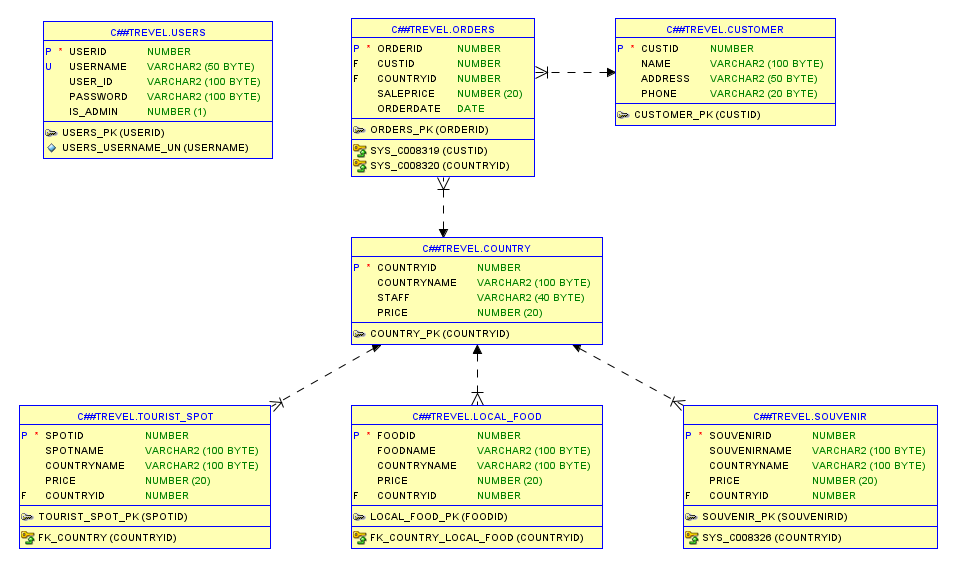 C##TREVEL.USERS
P * USERID NUMBER
U USERNAME VARCHAR2 (50 BYTE)
USER_ID VARCHAR2 (100 BYTE)
PASSWORD VARCHAR2 (100 BYTE)
IS_ADMIN NUMBER (1)
USERS_PK (USERID)
USERS_USERNAME_UN (USERNAME)
C##TREVEL.ORDERS
P * ORDERID NUMBER
F CUSTID NUMBER
F COUNTRYID NUMBER
SALEPRICE NUMBER (20)
ORDERDATE DATE
ORDERS_PK (ORDERID)
SYS_C008319 (CUSTID)
SYS_C008320 (COUNTRYID)
C##TREVEL.CUSTOMER
P * CUSTID NUMBER
NAME VARCHAR2 (100 BYTE)
ADDRESS VARCHAR2 (50 BYTE)
PHONE VARCHAR2 (20 BYTE)
CUSTOMER_PK (CUSTID)
C##TREVEL.COUNTRY
P * COUNTRYID NUMBER
COUNTRYNAME VARCHAR2 (100 BYTE)
STAFF VARCHAR2 (40 BYTE)
PRICE NUMBER (20)
COUNTRY_PK (COUNTRYID)
C##TREVEL.TOURIST_SPOT
P * SPOTID NUMBER
SPOTNAME VARCHAR2 (100 BYTE)
COUNTRYNAME VARCHAR2 (100 BYTE)
PRICE NUMBER (20)
F COUNTRYID NUMBER
TOURIST_SPOT_PK (SPOTID)
FK_COUNTRY (COUNTRYID)
C##TREVEL.LOCAL_FOOD
P * FOODID NUMBER
FOODNAME VARCHAR2 (100 BYTE)
COUNTRYNAME VARCHAR2 (100 BYTE)
PRICE NUMBER (20)
F COUNTRYID NUMBER
LOCAL_FOOD_PK (FOODID)
FK_COUNTRY_LOCAL_FOOD (COUNTRYID)
C##TREVEL.SOUVENIR
P * SOUVENIRID NUMBER
SOUVENIRNAME VARCHAR2 (100 BYTE)
COUNTRYNAME VARCHAR2 (100 BYTE)
PRICE NUMBER (20)
F COUNTRYID NUMBER
SOUVENIR_PK (SOUVENIRID)
SYS_C008326 (COUNTRYID)